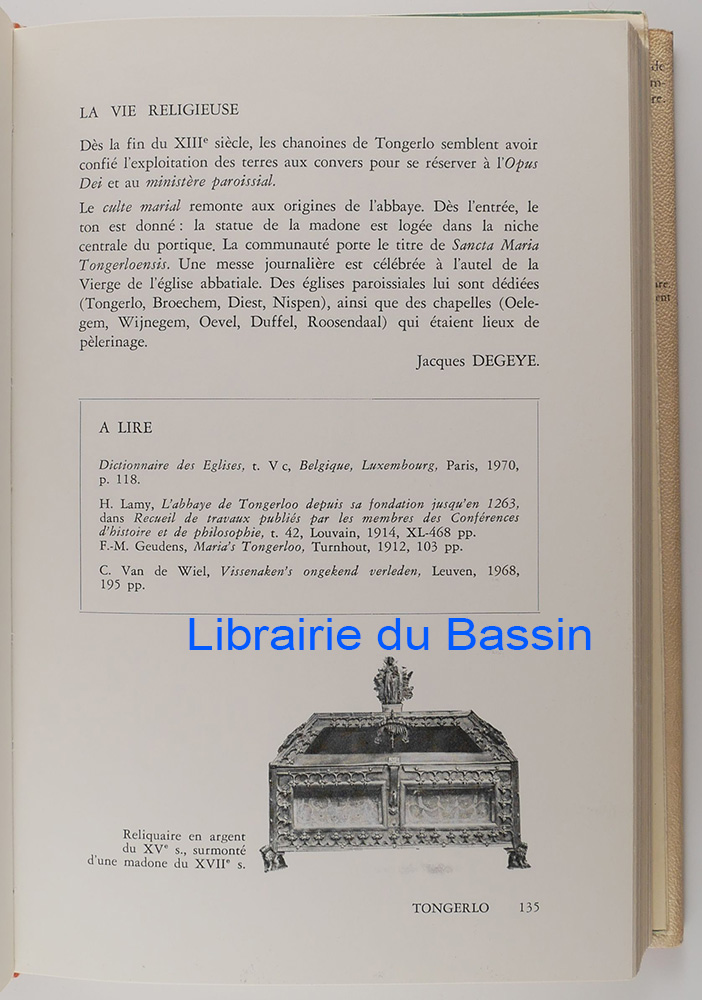 LA VIE RELIGIEUSE
Dès la fin du XIIIe siècle, les chanoines de Tongerlo semblent avoir
confié l'exploitation des terres aux convers pour se réserver à l'Opus
Dei et au ministère paroissial.
Le culte marial remonte aux origines de l'abbaye. Dès l'entrée, le
ton est donné : la statue de la madone est logée dans la niche
centrale du portique. La communauté porte le titre de Sancta Maria
Tongerloensis. Une messe journalière est célébrée à l'autel de la
Vierge de l'église abbatiale. Des églises paroissiales lui sont dédiées
(Tongerlo, Broechem, Diest, Nispen), ainsi que des chapelles (Oele-
gem, Wijnegem, Oevel, Duffel, Roosendaal) qui étaient lieux de
pèlerinage.
Jacques DEGEYE.
A LIRE
Dictionnaire des Eglises, t. V c, Belgique, Luxembourg, Paris, 1970,
p. 118.
H. Lamy, L'abbaye de Tongerloo depuis sa fondation jusqu'en 1263,
dans Recueil de travaux publiés par les membres des Conférences
d'histoire et de philosophie, t. 42, Louvain, 1914, XL-468 pp.
F.-M. Geudens, Maria's Tongerloo, Turnhout, 1912, 103 pp.
C. Van de Wiel, Vissenaken's ongekend verleden, Leuven, 1968,
195 pp.
Librairie du Bassin
Reliquaire en argent
du XVe s., surmonté
d'une madone du XVIIe s.
TONGERLO 135
de